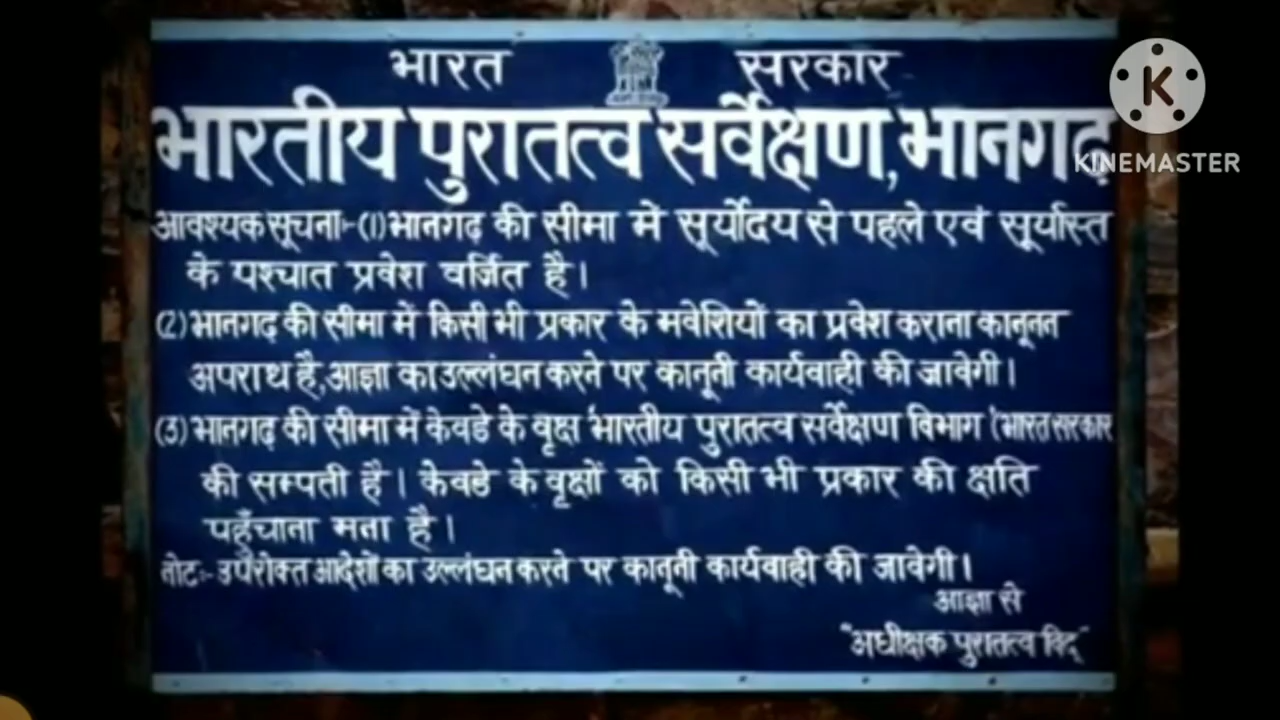 भारत सरकार
भारतीय पुरातत्व सर्वेक्षण, भानगढ़
आवश्यक सूचना:-(1) भानगढ़ की सीमा में सूर्योदय से पहले एवं सूर्यास्त
के पश्चात प्रवेश वर्जित है।
(2) भानगढ़ की सीमा में किसी भी प्रकार के मवेशियों का प्रवेश कराना कानूनन
अपराध है, आज्ञा का उल्लंघन करने पर कानूनी कार्यवाही की जावेगी।
(3) भानगढ़ की सीमा में केवडे के वृक्ष भारतीय पुरातत्व सर्वेक्षण विभाग (भारत सरकार
की सम्पती है। केवडे के वृक्षों को किसी भी प्रकार की क्षति
पहुँचाना मना है।
नोट:- उपरोक्त आदेशों का उल्लंघन करने पर कानूनी कार्यवाही की जावेगी।
आज्ञा से
"अधीक्षक पुरातत्व विद्"
K
KINEMASTER